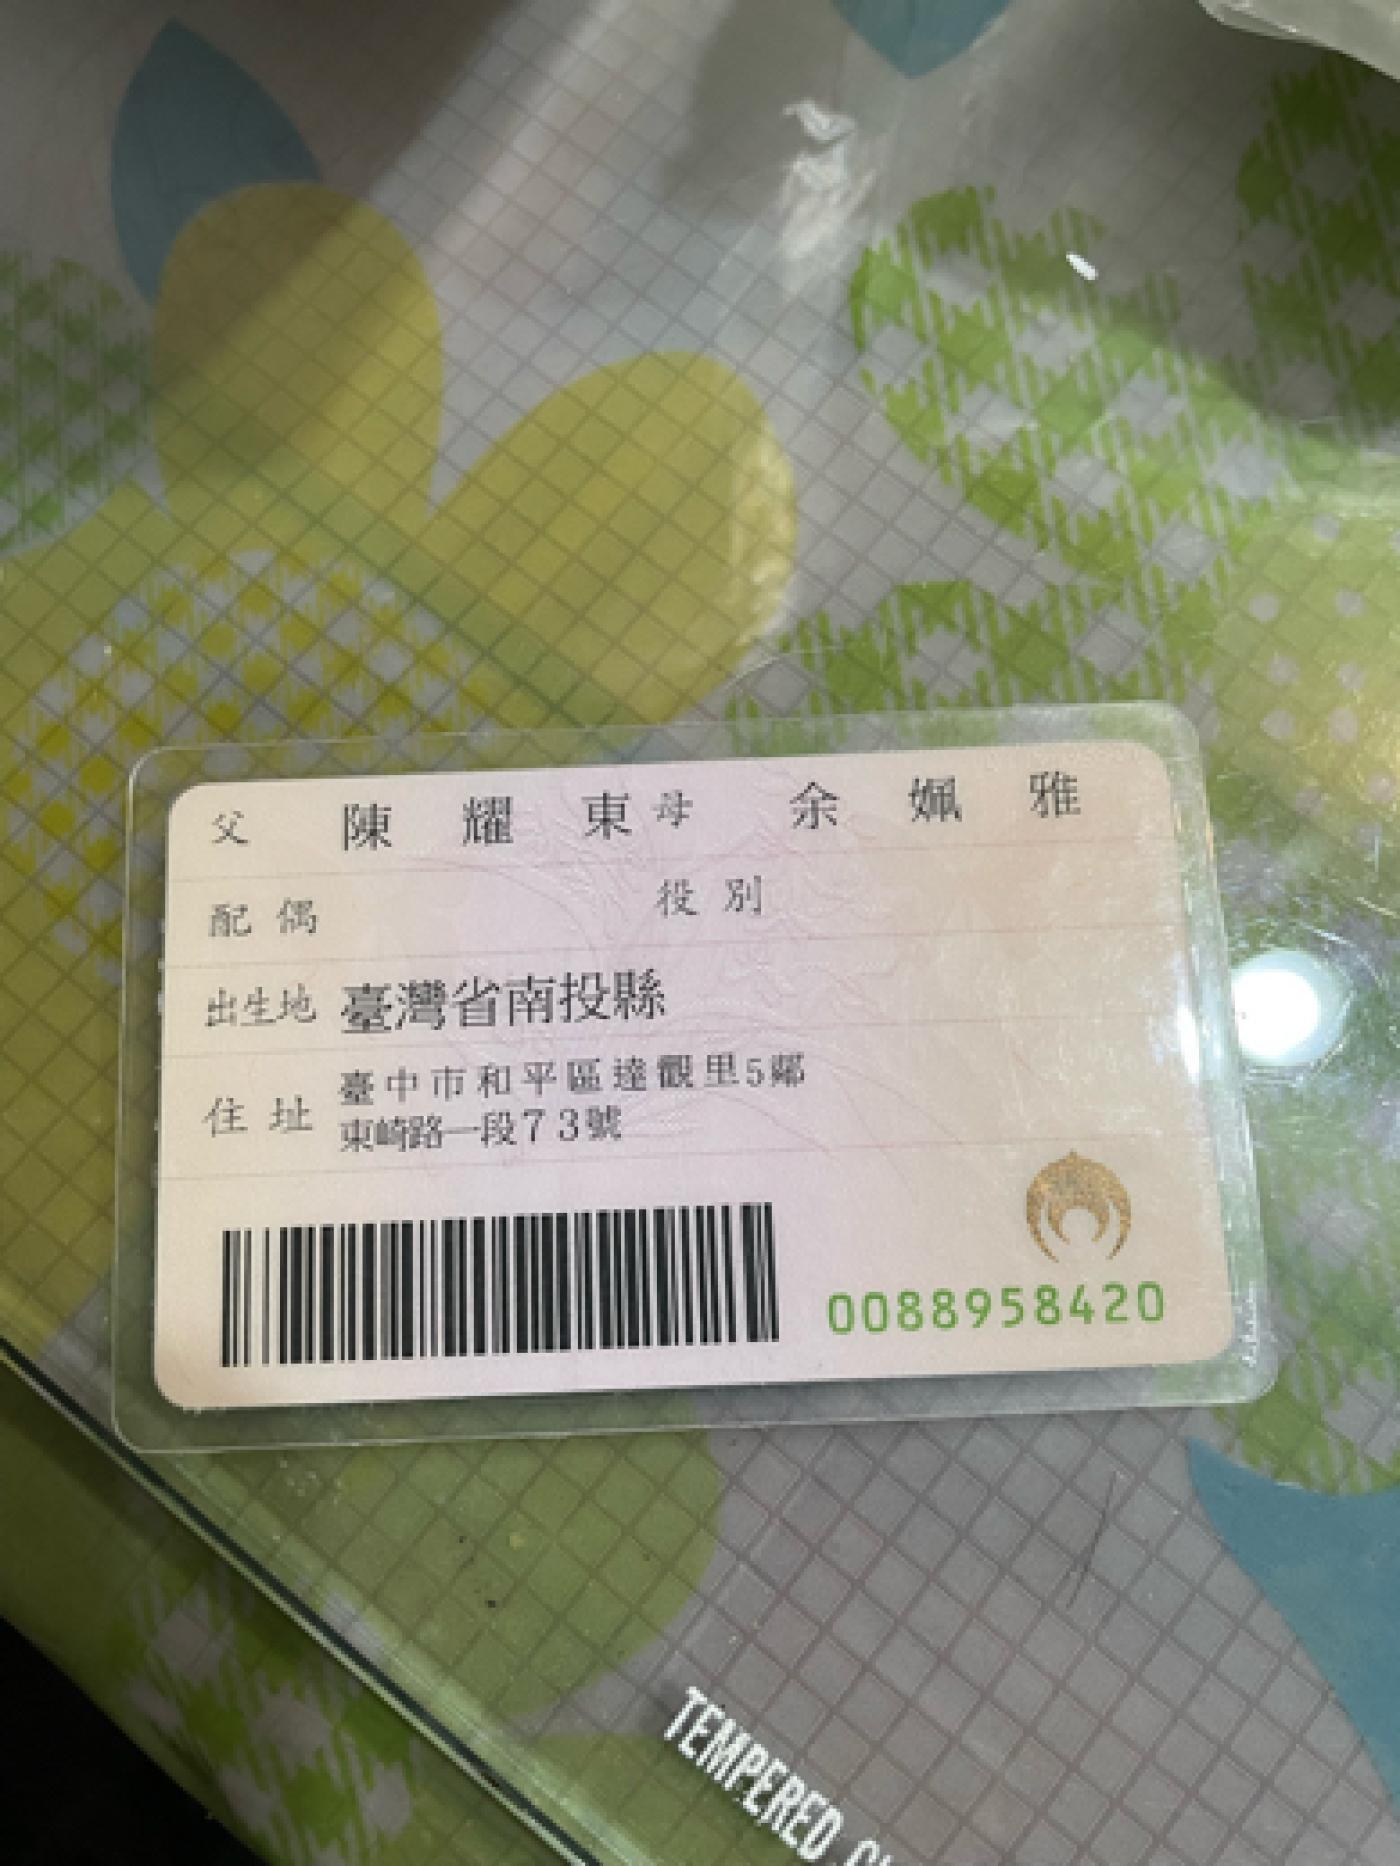 父 陳耀東 母 余姵雅
配偶 役別
出生地 臺灣省南投縣
住址 臺中市和平區達觀里5鄰
東崎路一段73號
0088958420
TEMPERED